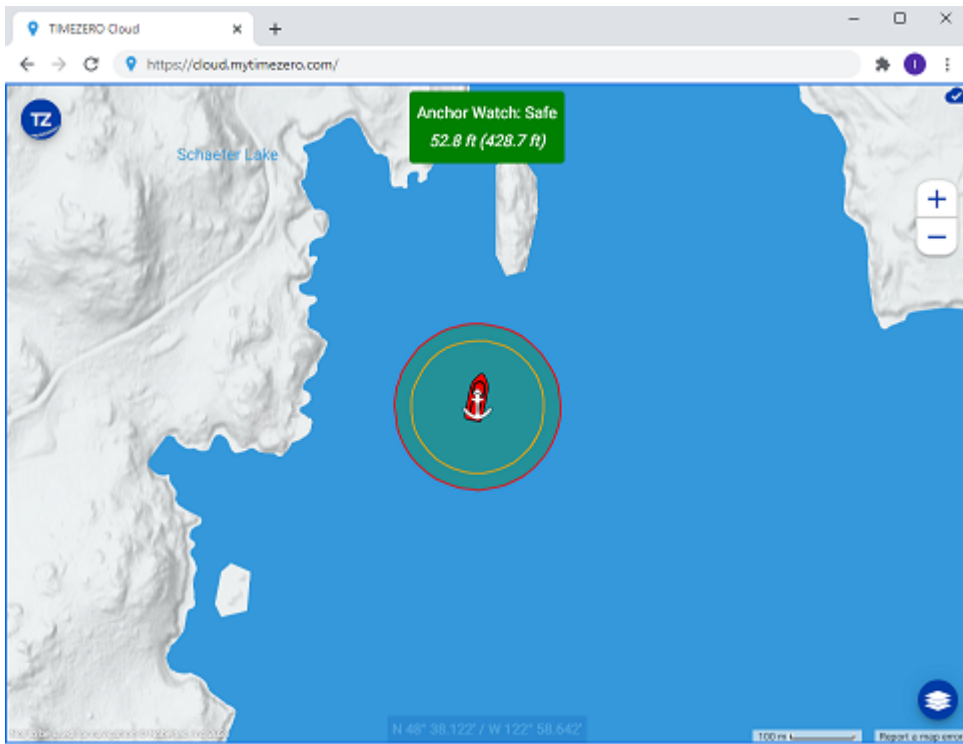 TIMEZERO Cloud
https://cloud.mytimezero.com/
TZ
Anchor Watch: Safe
52.8 ft (428.7 ft)
Schaefer Lake
N 48° 38.122' / W 122° 58.642'
100 m
Report a map error